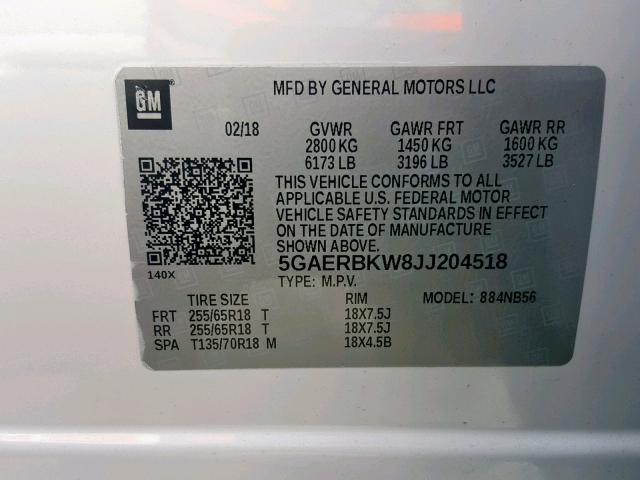 GM
MFD BY GENERAL MOTORS LLC
02/18 GVWR GAWR FRT GAWR RR
2800 KG 1450 KG 1600 KG
6173 LB 3196 LB 3527 LB
THIS VEHICLE CONFORMS TO ALL
APPLICABLE U.S. FEDERAL MOTOR
VEHICLE SAFETY STANDARDS IN EFFECT
ON THE DATE OF MANUFACTURE
SHOWN ABOVE.
140X
5GAERBKW8JJ204518
TYPE: M.P.V.
TIRE SIZE RIM MODEL: 884NB56
FRT 255/65R18 T 18X7.5J
RR 255/65R18 T 18X7.5J
SPA T135/70R18 M 18X4.5B